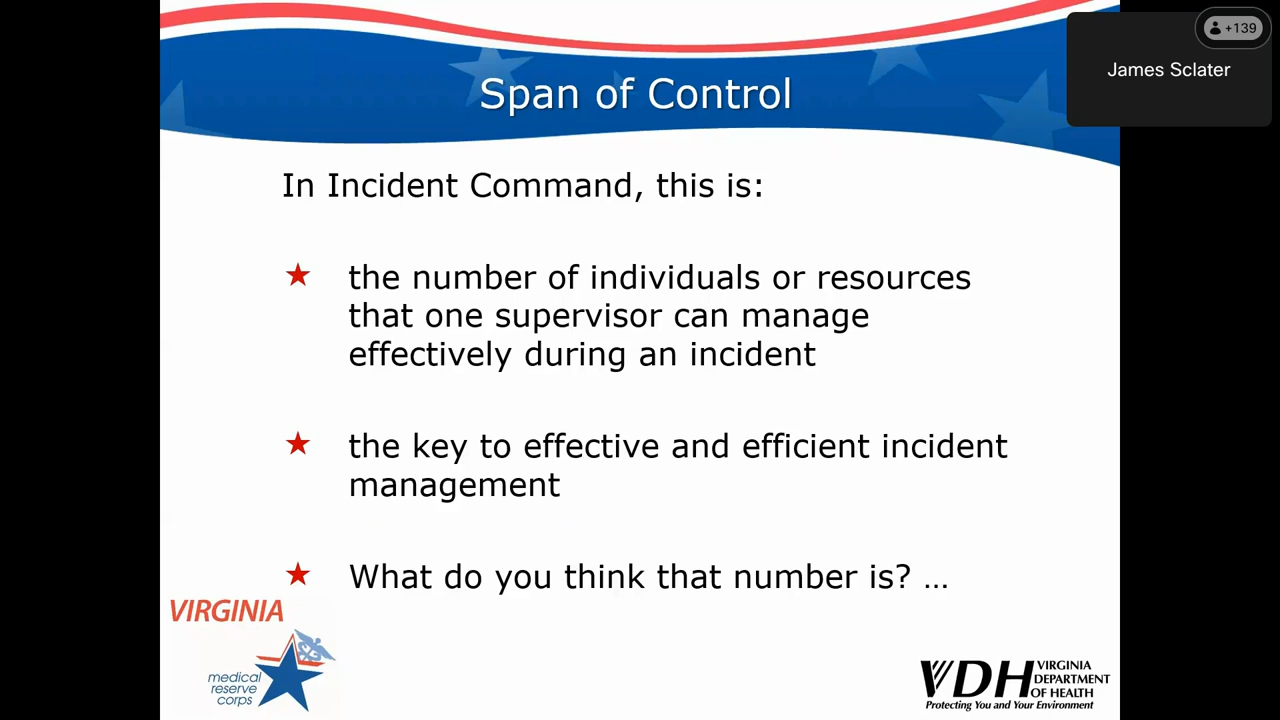 +139
James Sclater
Span of Control
In Incident Command, this is:
the number of individuals or resources
that one supervisor can manage
effectively during an incident
the key to effective and efficient incident
management
What do you think that number is? …
VIRGINIA
medical
reserve
corps
VDH VIRGINIA
DEPARTMENT
OF HEALTH
Protecting You and Your Environment